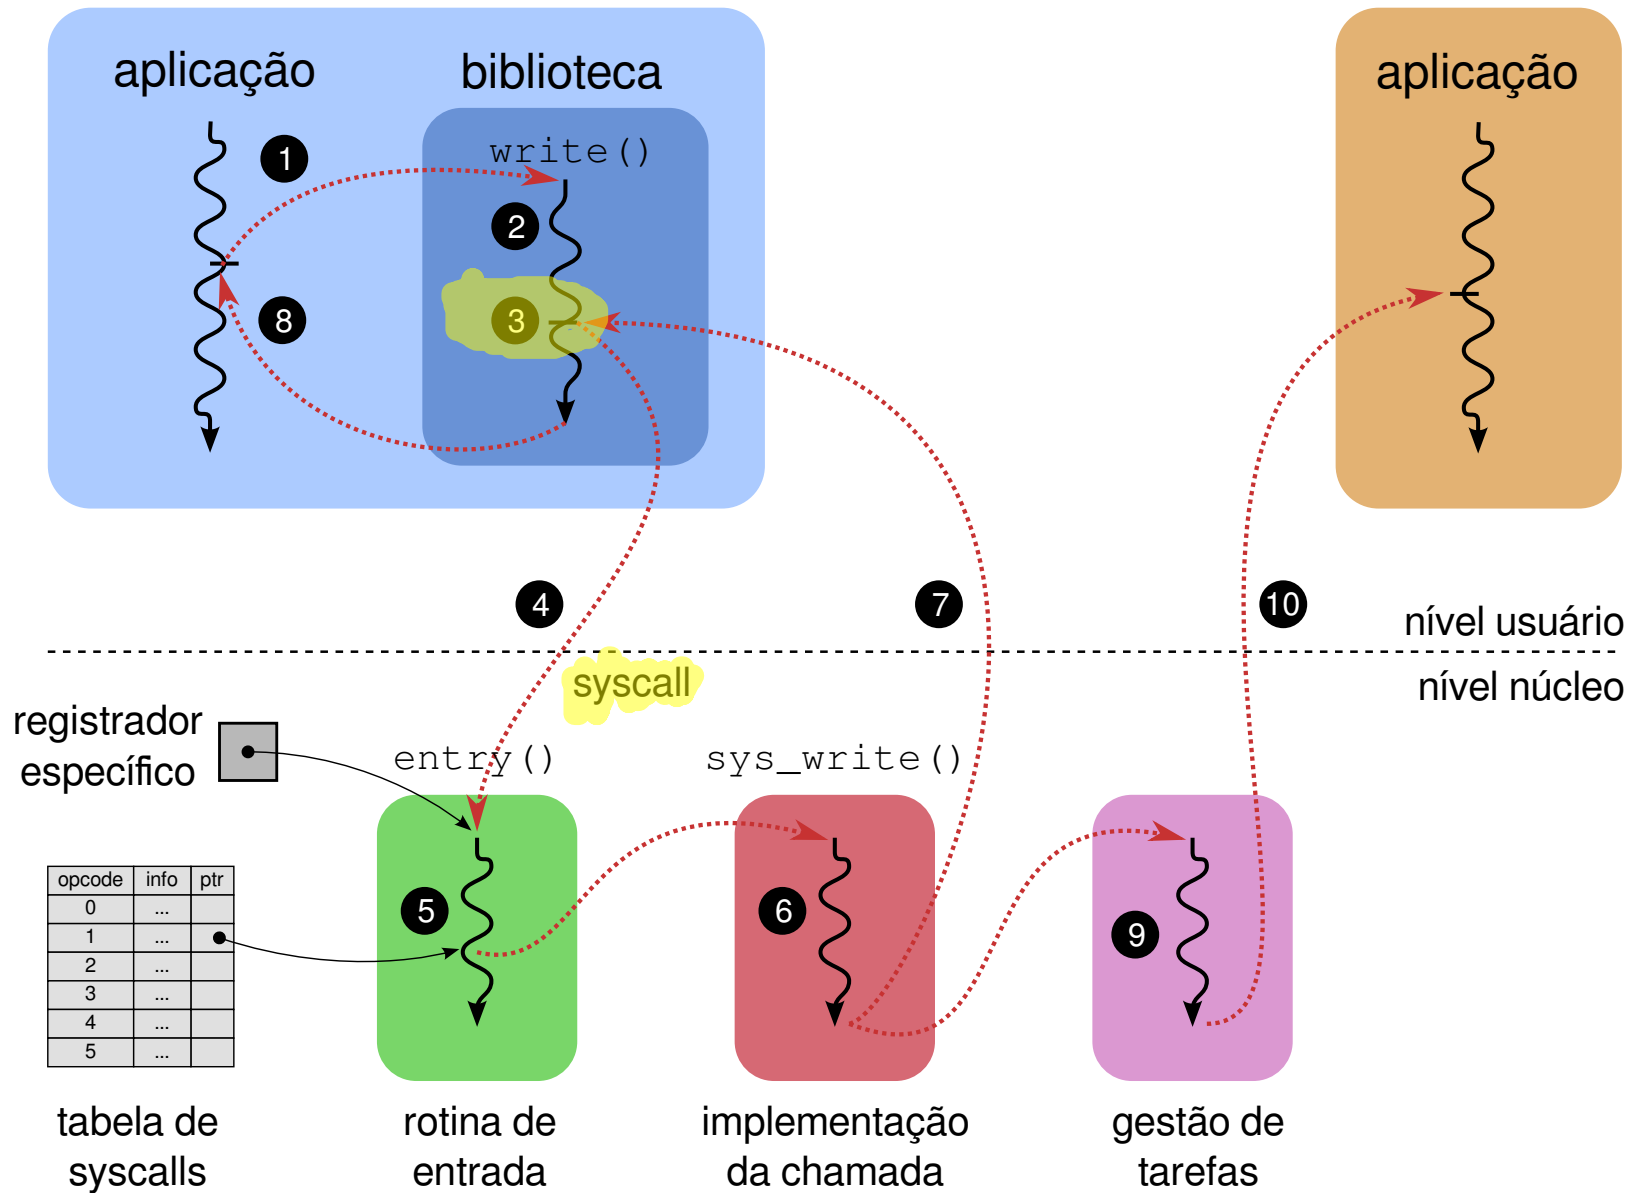 aplicação
biblioteca
aplicação
write()
1
2
3
8
4
7
10
nível usuário
nível núcleo
syscall
registrador
específico
entry()
sys_write()
opcode info ptr
0 ...
1 ...
2 ...
3 ...
4 ...
5 ...
5
6
9
tabela de
syscalls
rotina de
entrada
implementação
da chamada
gestão de
tarefas